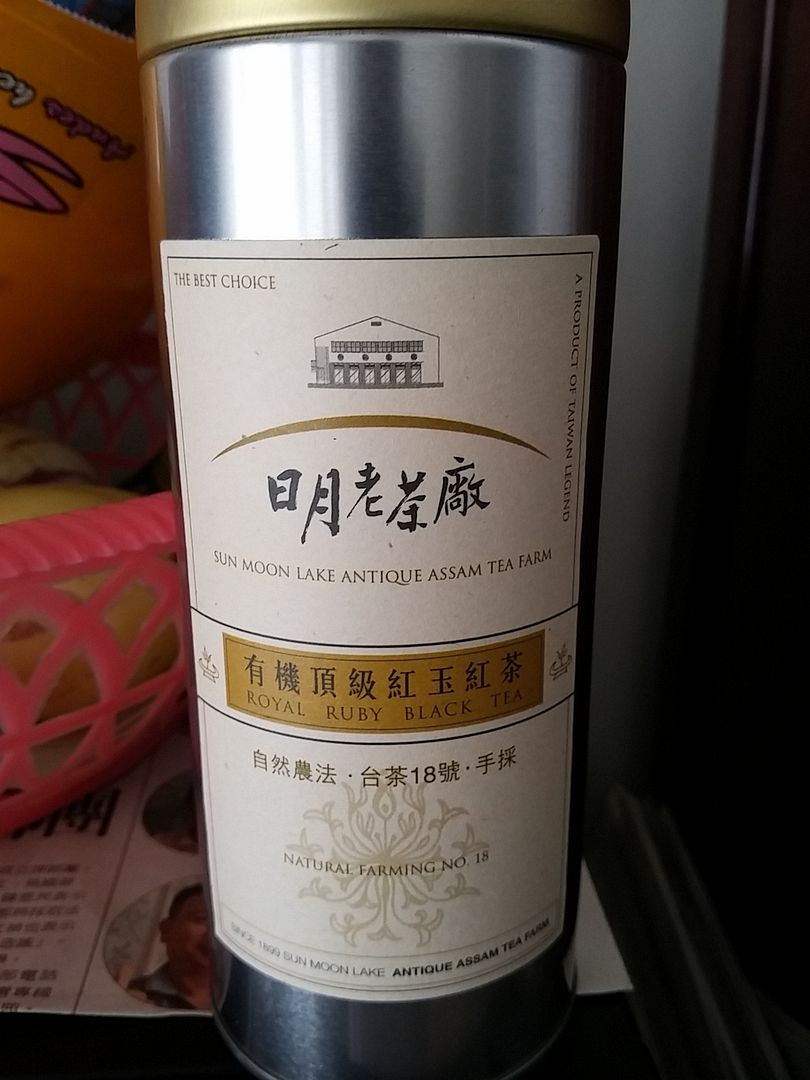 THE BEST CHOICE
A PRODUCT OF TAIWAN LEGEND
日月老茶廠
SUN MOON LAKE ANTIQUE ASSAM TEA FARM
有機頂級紅玉紅茶
ROYAL RUBY BLACK TEA
自然農法·台茶18號·手採
NATURAL FARMING NO. 18
SINCE 1899 SUN MOON LAKE ANTIQUE ASSAM TEA FARM